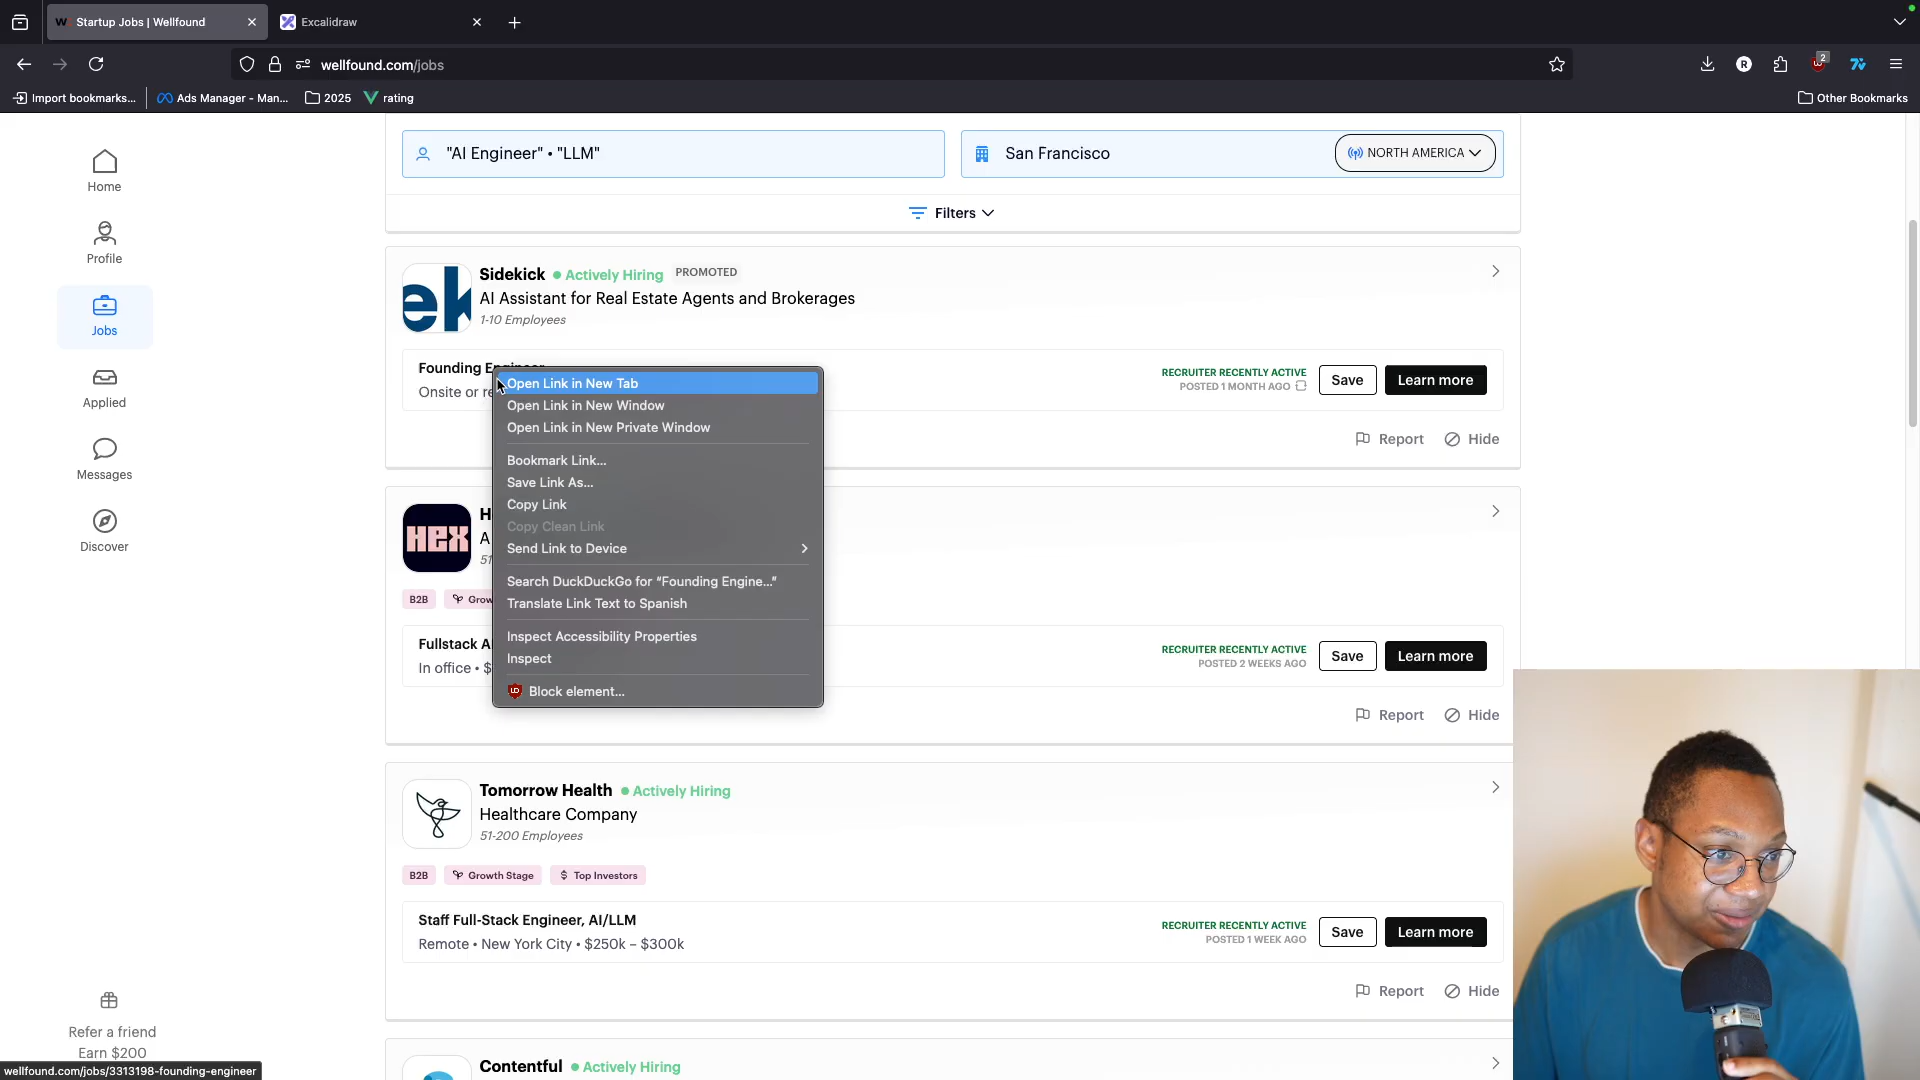 Startup Jobs | Wellfound
Excalidraw
wellfound.com/jobs
2
R
Import bookmarks...
Ads Manager - Man...
2025
rating
Other Bookmarks
Home
Profile
Jobs
Applied
Messages
Discover
Refer a friend
Earn $200
wellfound.com/jobs/3313198-founding-engineer
"AI Engineer" • "LLM"
San Francisco
NORTH AMERICA
Filters
ek
Sidekick
Actively Hiring
PROMOTED
AI Assistant for Real Estate Agents and Brokerages
1-10 Employees
Founding Engineer
Onsite or re
RECRUITER RECENTLY ACTIVE
POSTED 1 MONTH AGO
Save
Learn more
Report
Hide
Open Link in New Tab
Open Link in New Window
Open Link in New Private Window
Bookmark Link...
Save Link As...
Copy Link
Copy Clean Link
Send Link to Device
Search DuckDuckGo for “Founding Engine...”
Translate Link Text to Spanish
Inspect Accessibility Properties
Inspect
Block element...
HEX
H
A
51
B2B
Grow
Fullstack AI
In office • $
RECRUITER RECENTLY ACTIVE
POSTED 2 WEEKS AGO
Save
Learn more
Report
Hide
Tomorrow Health
Actively Hiring
Healthcare Company
51-200 Employees
B2B
Growth Stage
Top Investors
Staff Full-Stack Engineer, AI/LLM
Remote • New York City • $250k – $300k
RECRUITER RECENTLY ACTIVE
POSTED 1 WEEK AGO
Save
Learn more
Report
Hide
Contentful
Actively Hiring